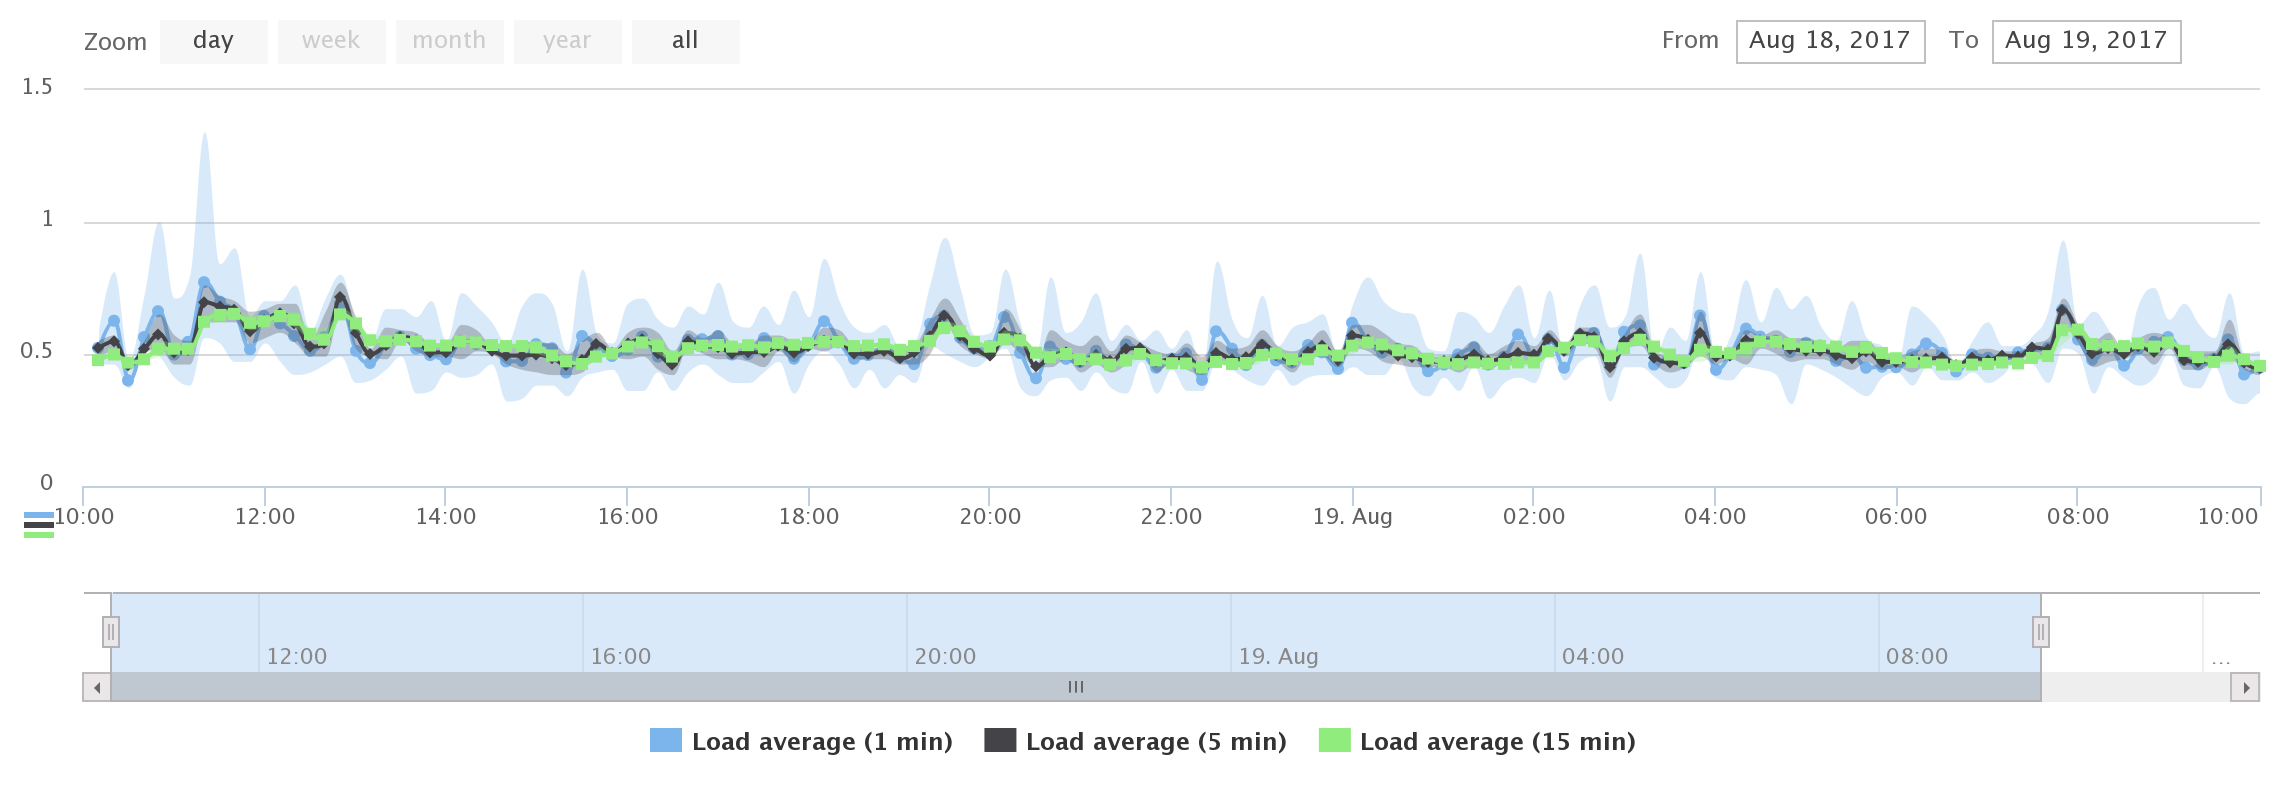 Zoom day week month year all From Aug 18, 2017 To Aug 19, 2017
1.5
1
0.5
0
10:00 12:00 14:00 16:00 18:00 20:00 22:00 19. Aug 02:00 04:00 06:00 08:00 10:00
12:00 16:00 20:00 19. Aug 04:00 08:00 ...
Load average (1 min) Load average (5 min) Load average (15 min)